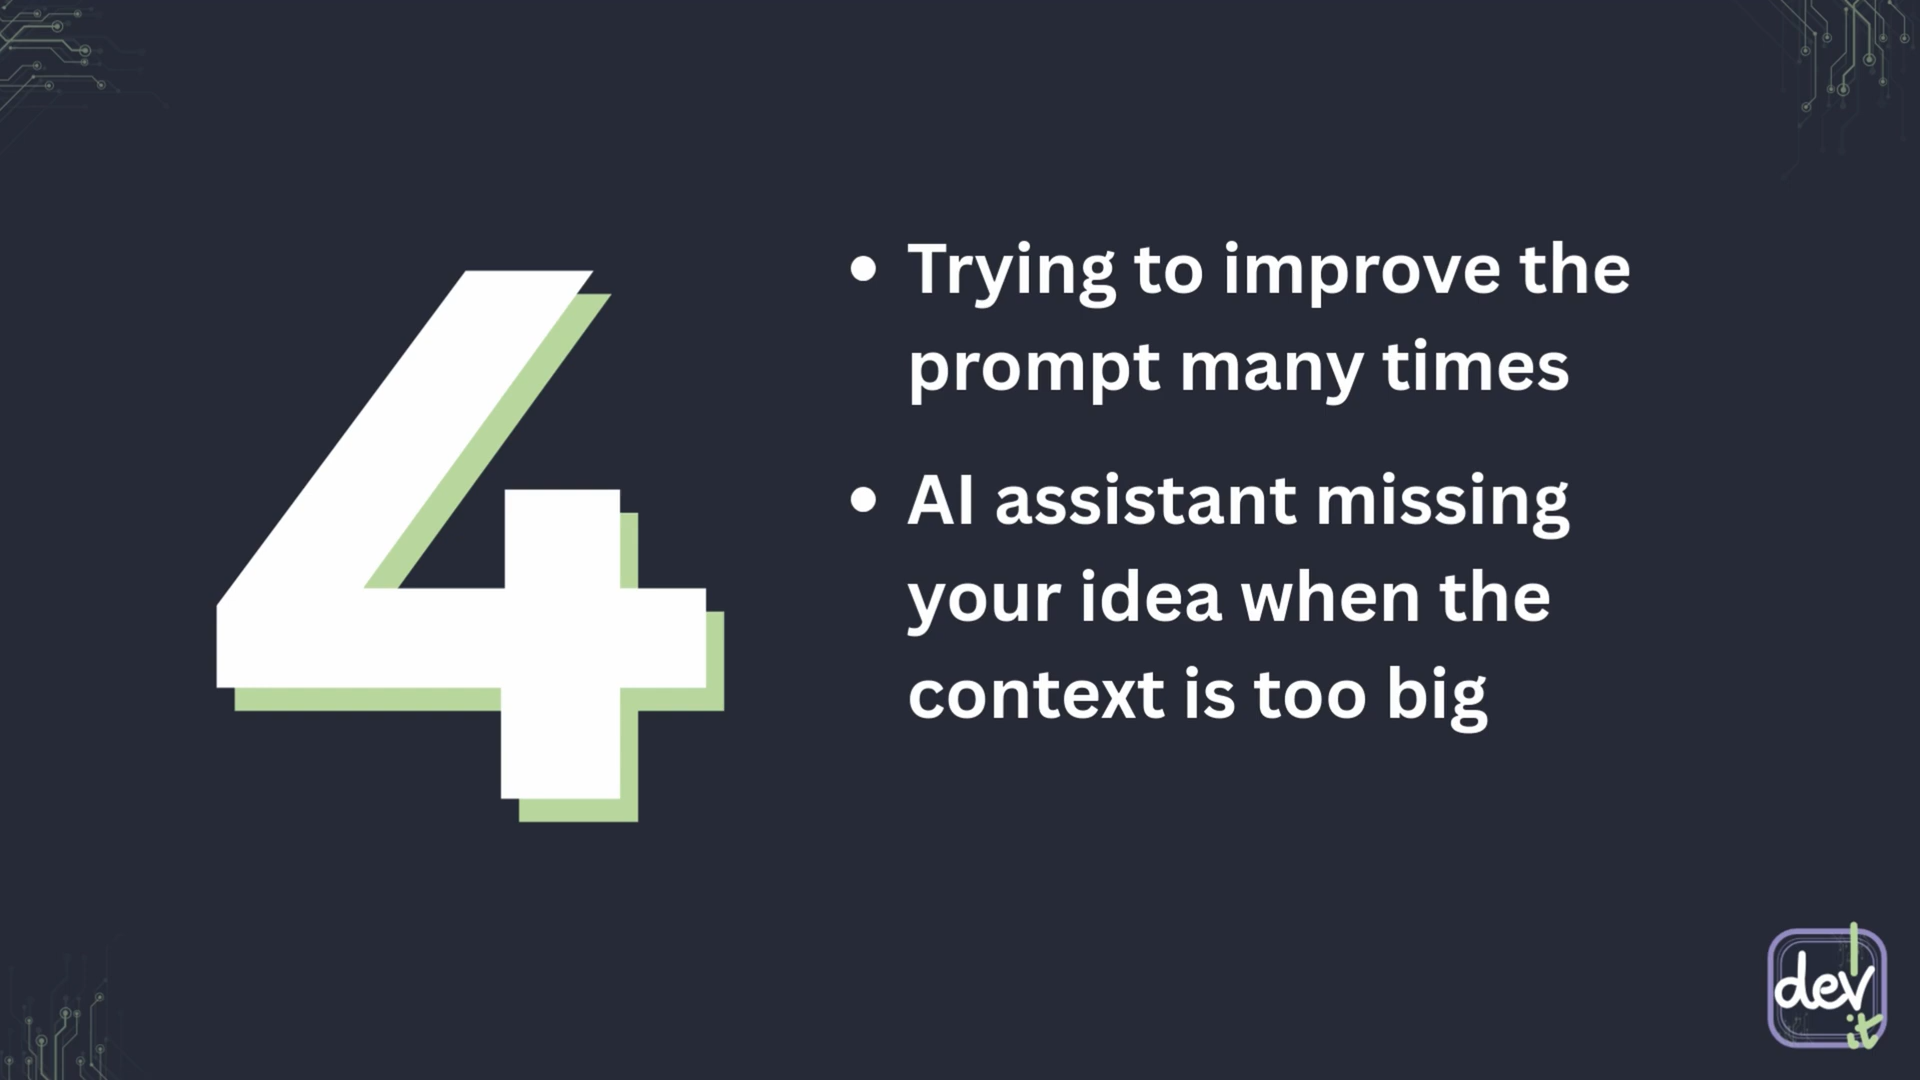 4
• Trying to improve the
prompt many times
• AI assistant missing
your idea when the
context is too big
dev
it